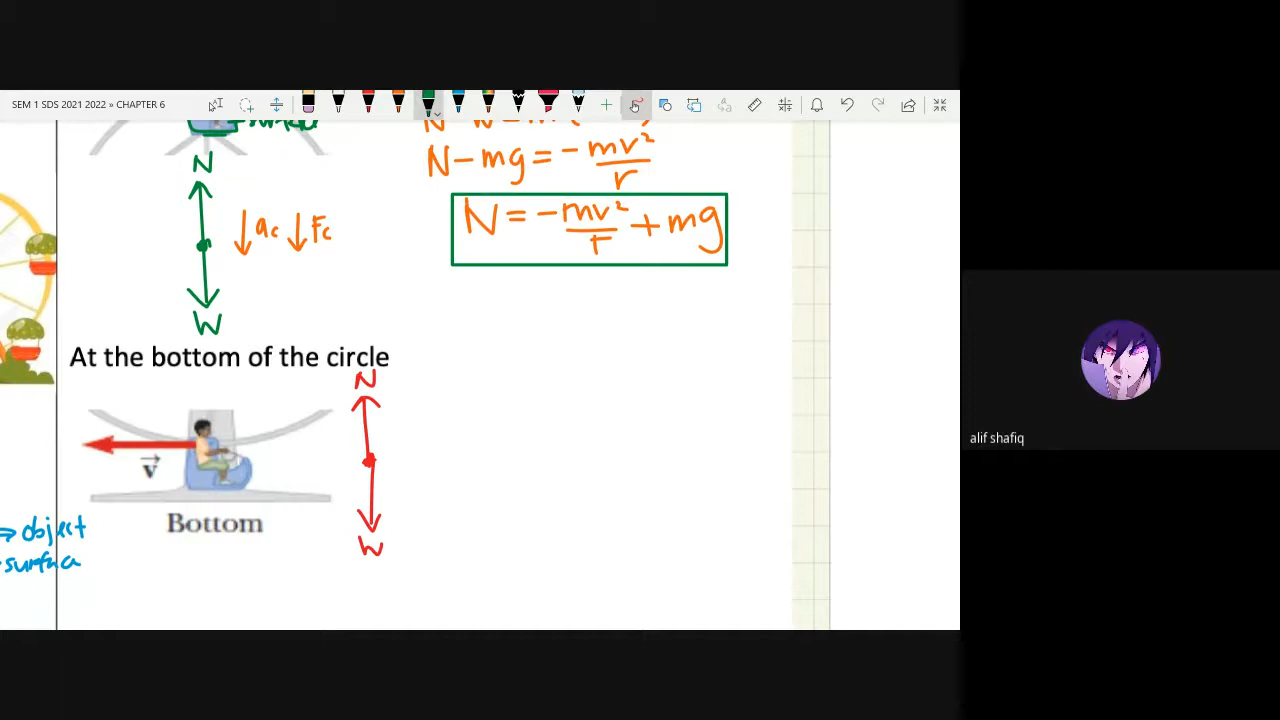 SEM 1 SDS 2021 2022 » CHAPTER 6
N - mg = - mv²/r
N = - mv²/r + mg
N
↓ ac ↓ Fc
W
At the bottom of the circle
N
v
Bottom
W
⇒ object
surfa
alif shafiq